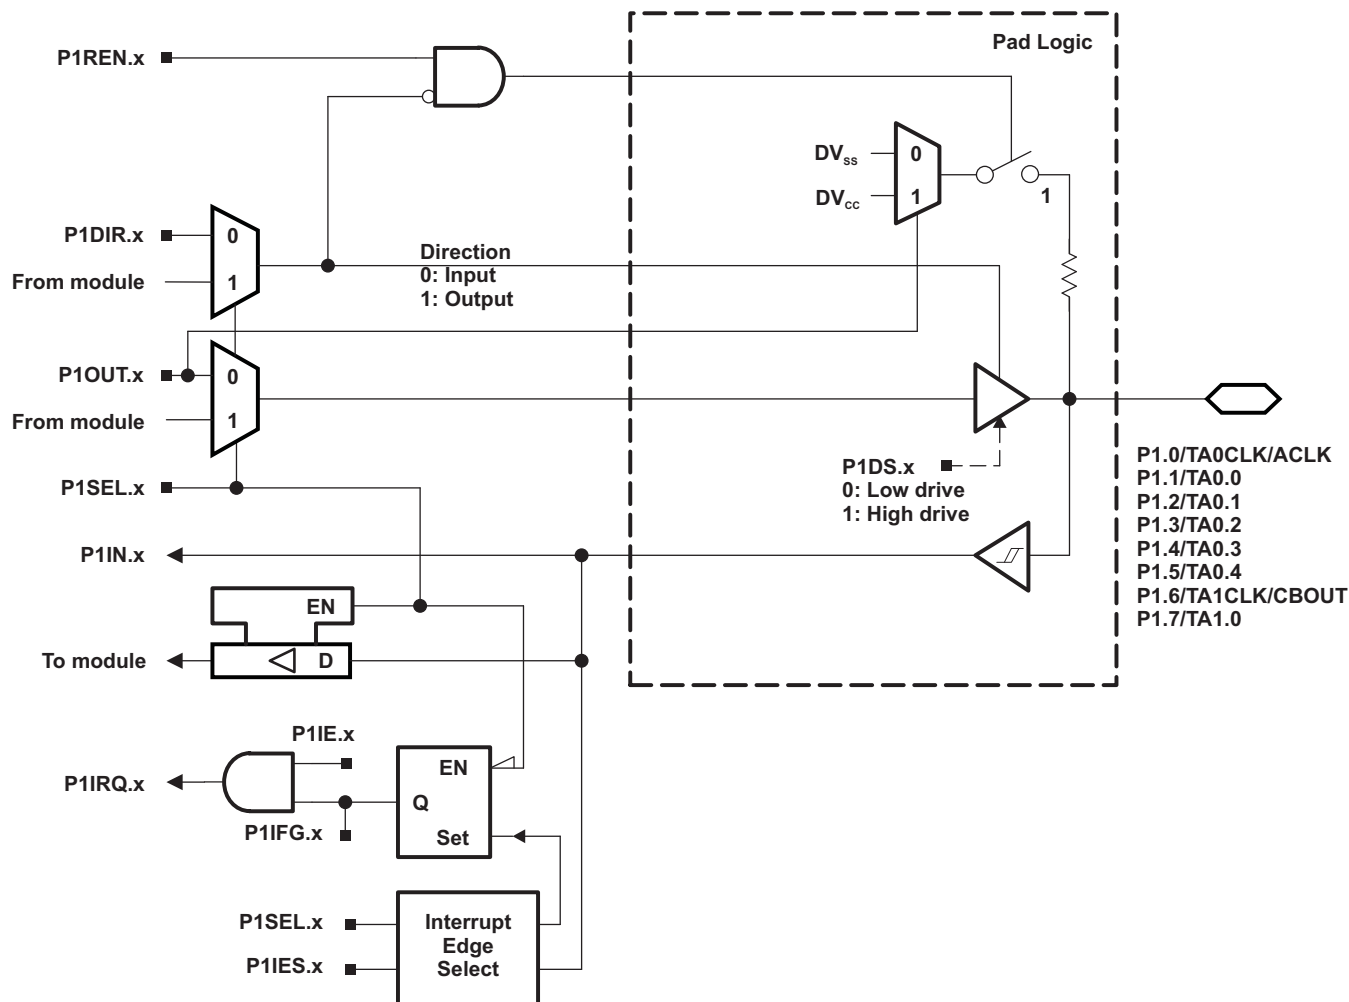 Pad Logic
P1REN.x
DVSS
0
DVCC
1
1
P1DIR.x
0
From module
1
Direction
0: Input
1: Output
P1OUT.x
0
From module
1
P1DS.x
0: Low drive
1: High drive
P1SEL.x
P1.0/TA0CLK/ACLK
P1.1/TA0.0
P1.2/TA0.1
P1.3/TA0.2
P1.4/TA0.3
P1.5/TA0.4
P1.6/TA1CLK/CBOUT
P1.7/TA1.0
P1IN.x
EN
To module
D
P1IE.x
P1IRQ.x
EN
Q
P1IFG.x
Set
P1SEL.x
P1IES.x
Interrupt
Edge
Select